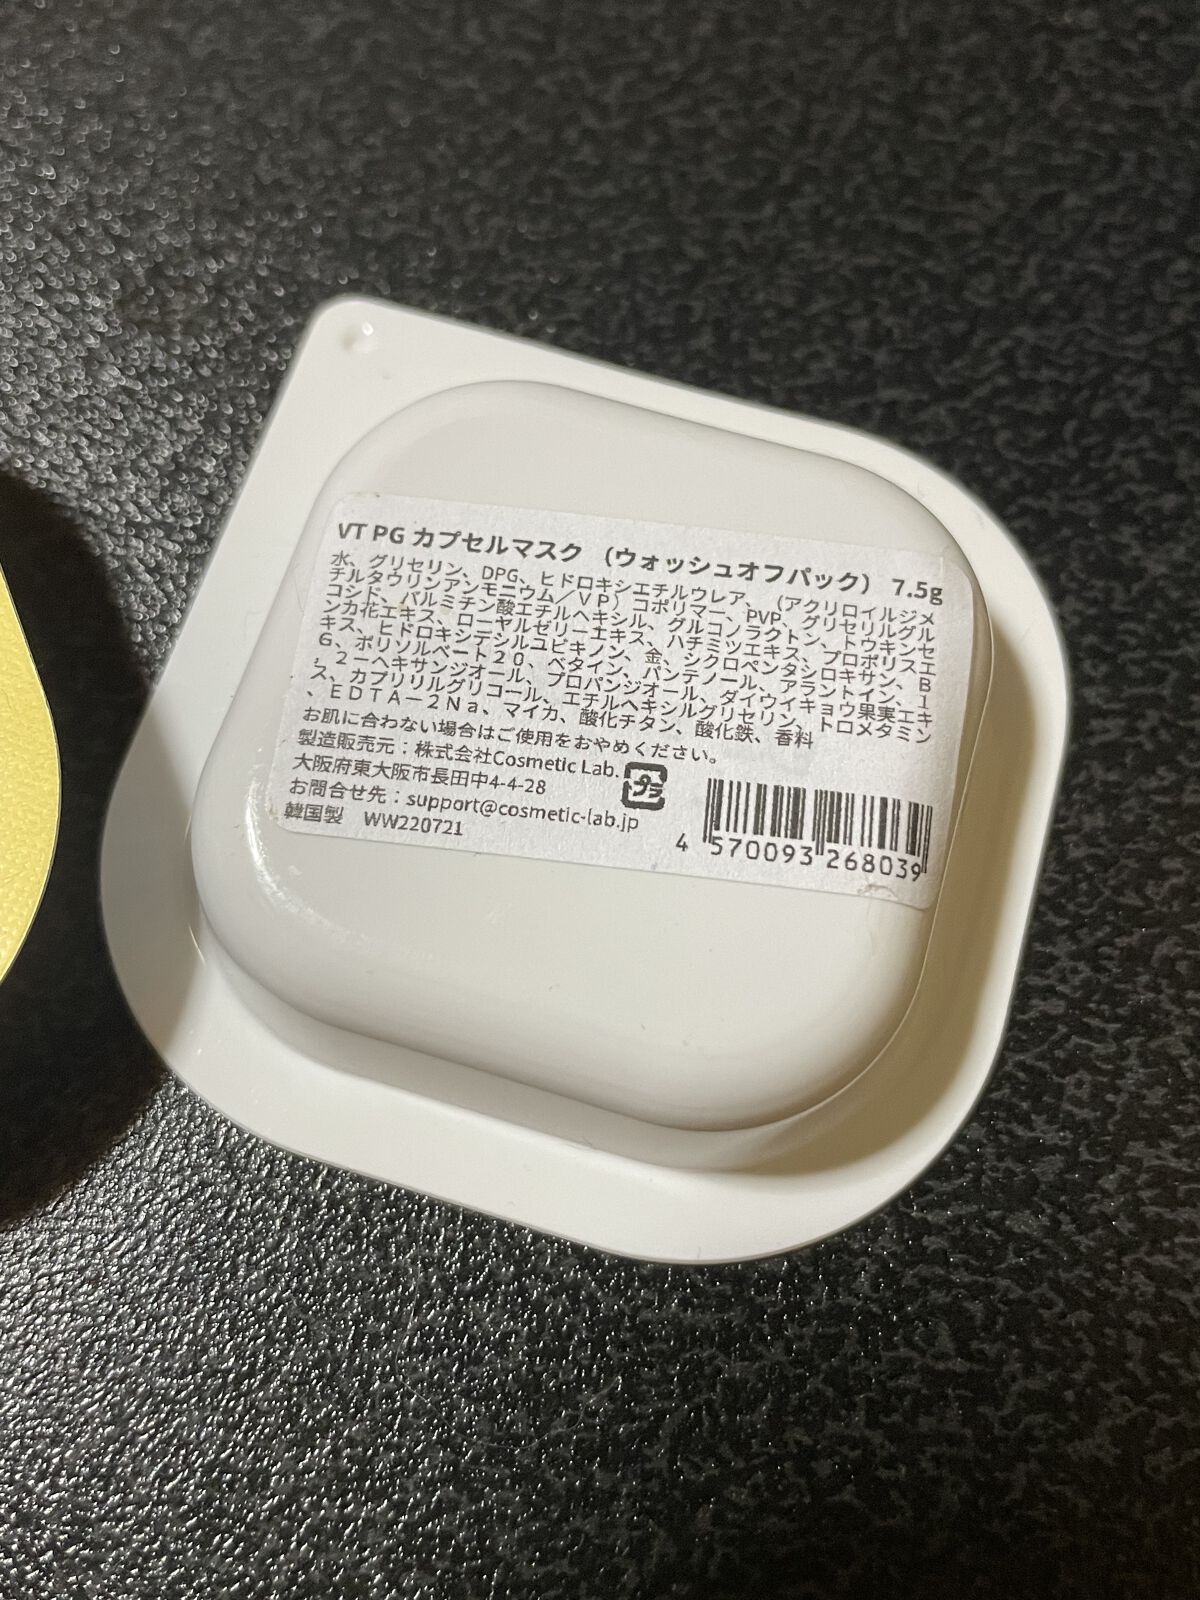 VT PG カプセルマスク （ウォッシュオフパック） 7.5g
水、グリセリン、DPG、ヒドロキシエチルウレア、（アクリロイルジメ
チルタウリンアンモニウム／VP）コポリマー、PVP、グリセリルグル
コシド、パルミチン酸エチルヘキシル、グルコノラクトン、トウキンセ
ンカ花エキス、ローヤルゼリーエキス、ハチミツエキス、プロポリスエ
キス、ヒドロキシデシルユビキノン、金、シクロペンタシロキサン、B
G、ポリソルベート２０、ベタイン、パンテノール、アラントイン、１
，２－ヘキサンジオール、プロパンジオール、ダイウイキョウ果実エキ
ス、カプリリルグリコール、エチルヘキシルグリセリン、トロメタミン
、ＥＤＴＡ－２Ｎａ、マイカ、酸化チタン、酸化鉄、香料
お肌に合わない場合はご使用をおやめください。
製造販売元：株式会社Cosmetic Lab.
プラ
大阪府東大阪市長田中4-4-28
お問合せ先：support@cosmetic-lab.jp
韓国製　WW220721
4 570093 268039